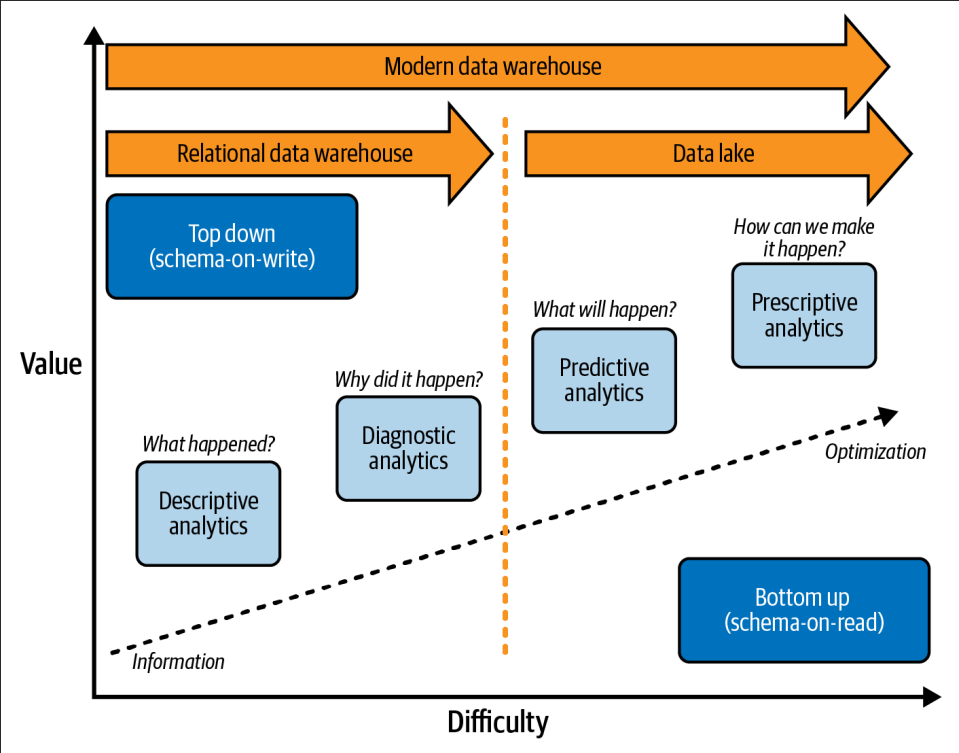 Modern data warehouse
Relational data warehouse
Data lake
Top down
(schema-on-write)
How can we make
it happen?
Prescriptive
analytics
What will happen?
Predictive
analytics
Value
Why did it happen?
Diagnostic
analytics
What happened?
Descriptive
analytics
Optimization
Bottom up
(schema-on-read)
Information
Difficulty